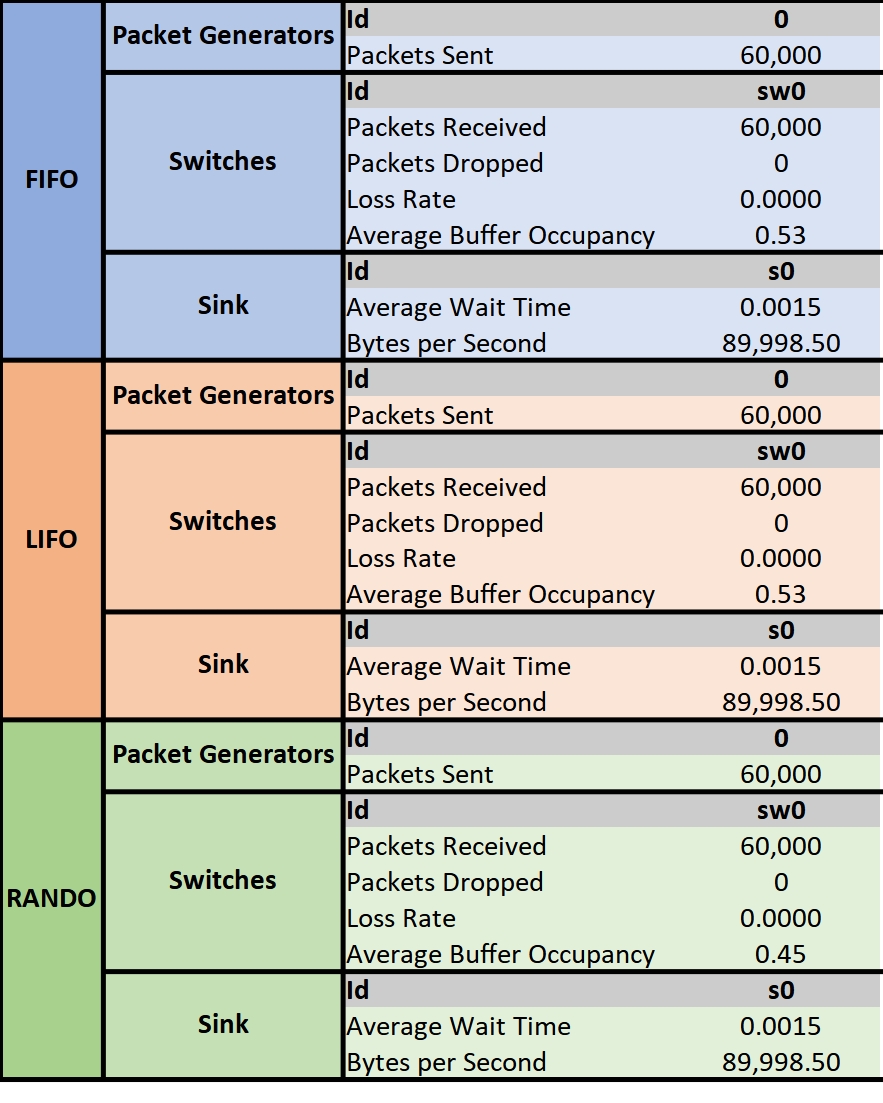 FIFO
Packet Generators
Id 0
Packets Sent 60,000
Switches
Id sw0
Packets Received 60,000
Packets Dropped 0
Loss Rate 0.0000
Average Buffer Occupancy 0.53
Sink
Id s0
Average Wait Time 0.0015
Bytes per Second 89,998.50
LIFO
Packet Generators
Id 0
Packets Sent 60,000
Switches
Id sw0
Packets Received 60,000
Packets Dropped 0
Loss Rate 0.0000
Average Buffer Occupancy 0.53
Sink
Id s0
Average Wait Time 0.0015
Bytes per Second 89,998.50
RANDO
Packet Generators
Id 0
Packets Sent 60,000
Switches
Id sw0
Packets Received 60,000
Packets Dropped 0
Loss Rate 0.0000
Average Buffer Occupancy 0.45
Sink
Id s0
Average Wait Time 0.0015
Bytes per Second 89,998.50